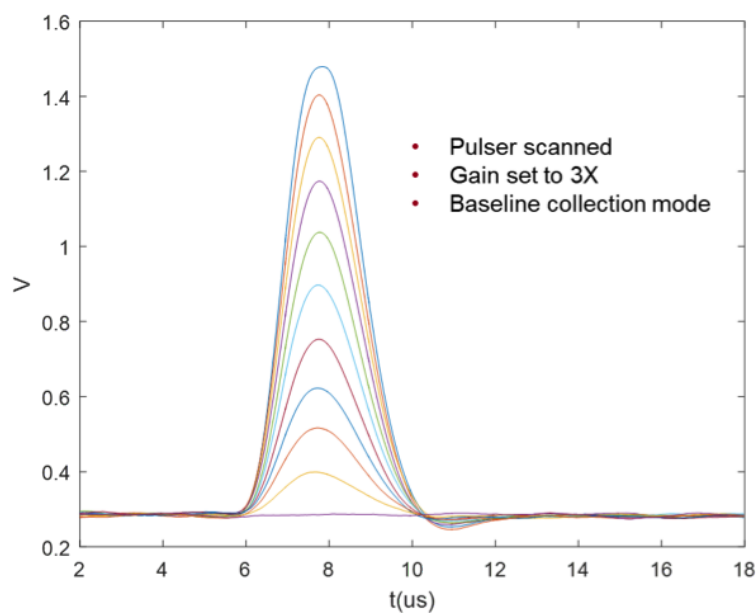 1.6
1.4
• Pulser scanned
1.2
• Gain set to 3X
• Baseline collection mode
1
V
0.8
0.6
0.4
0.2
2 4 6 8 10 12 14 16 18
t(us)